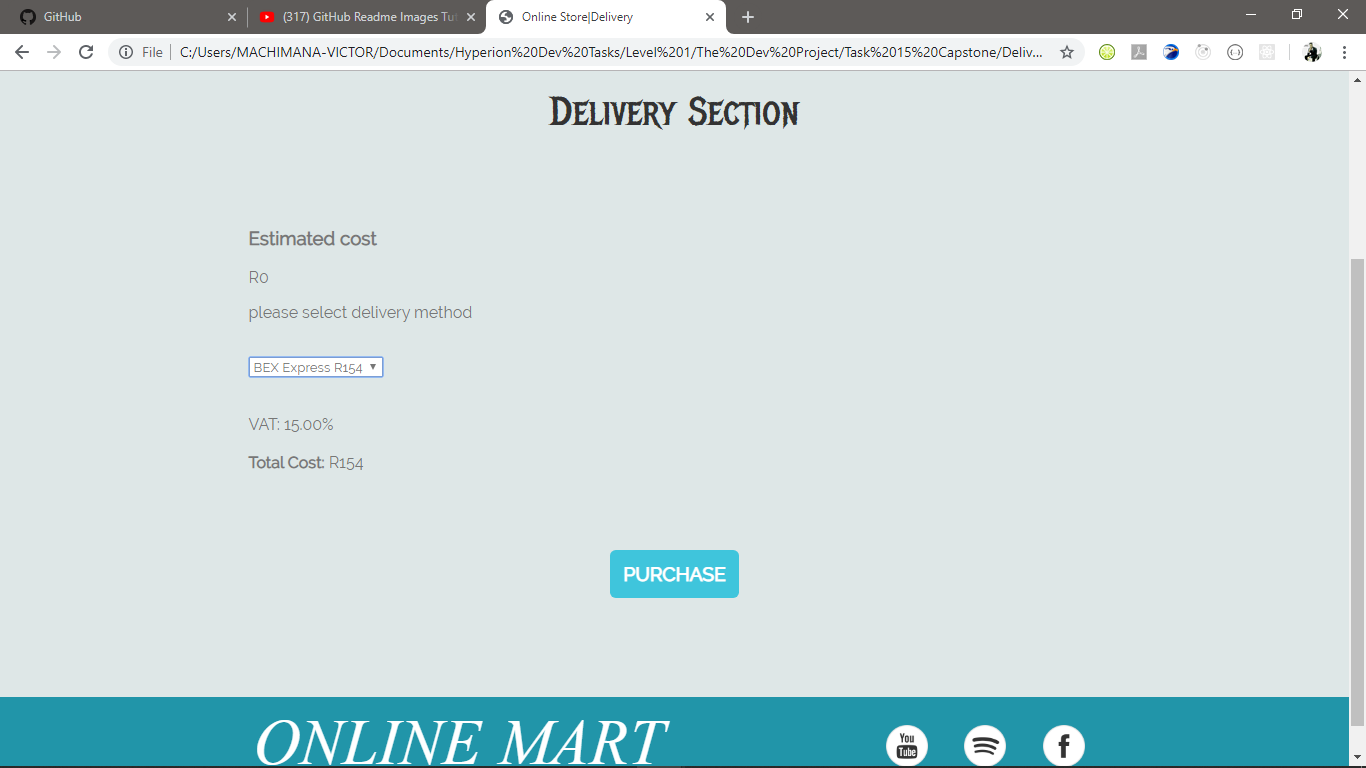 GitHub
(317) GitHub Readme Images Tut
Online Store|Delivery
File
C:/Users/MACHIMANA-VICTOR/Documents/Hyperion%20Dev%20Tasks/Level%201/The%20Dev%20Project/Task%2015%20Capstone/Deliv...
Delivery Section
Estimated cost
R0
please select delivery method
BEX Express R154
VAT: 15.00%
Total Cost: R154
PURCHASE
ONLINE MART
You
Tube